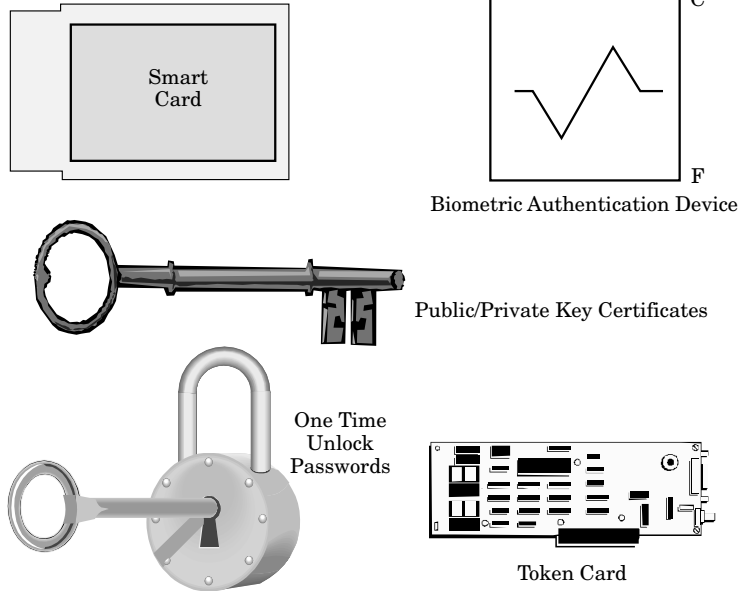 C
Smart
Card
F
Biometric Authentication Device
Public/Private Key Certificates
One Time
Unlock
Passwords
Token Card